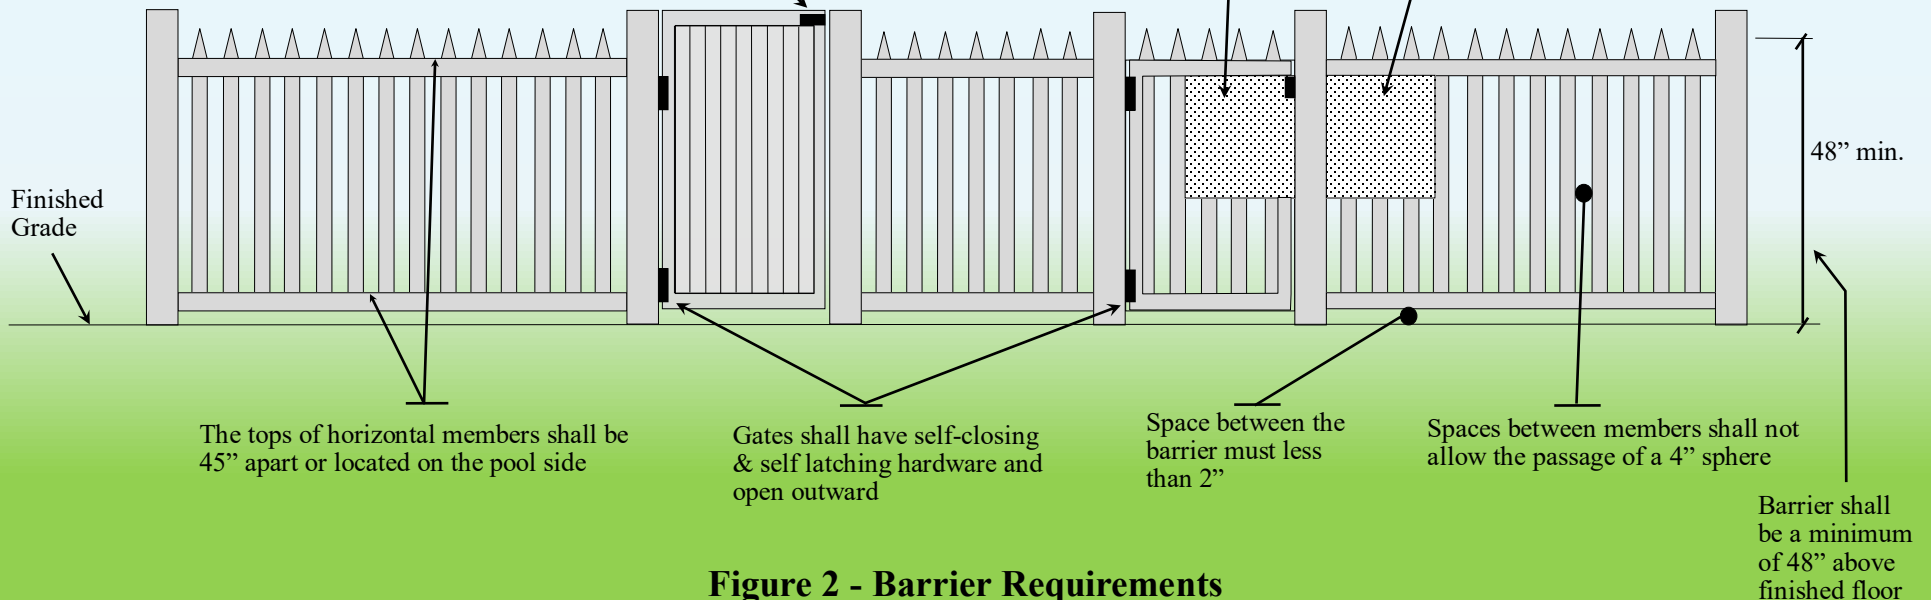 48” min.
Finished
Grade
The tops of horizontal members shall be
45” apart or located on the pool side
Gates shall have self-closing
& self latching hardware and
open outward
Space between the
barrier must less
than 2”
Spaces between members shall not
allow the passage of a 4” sphere
Barrier shall
be a minimum
of 48” above
finished floor
Figure 2 - Barrier Requirements